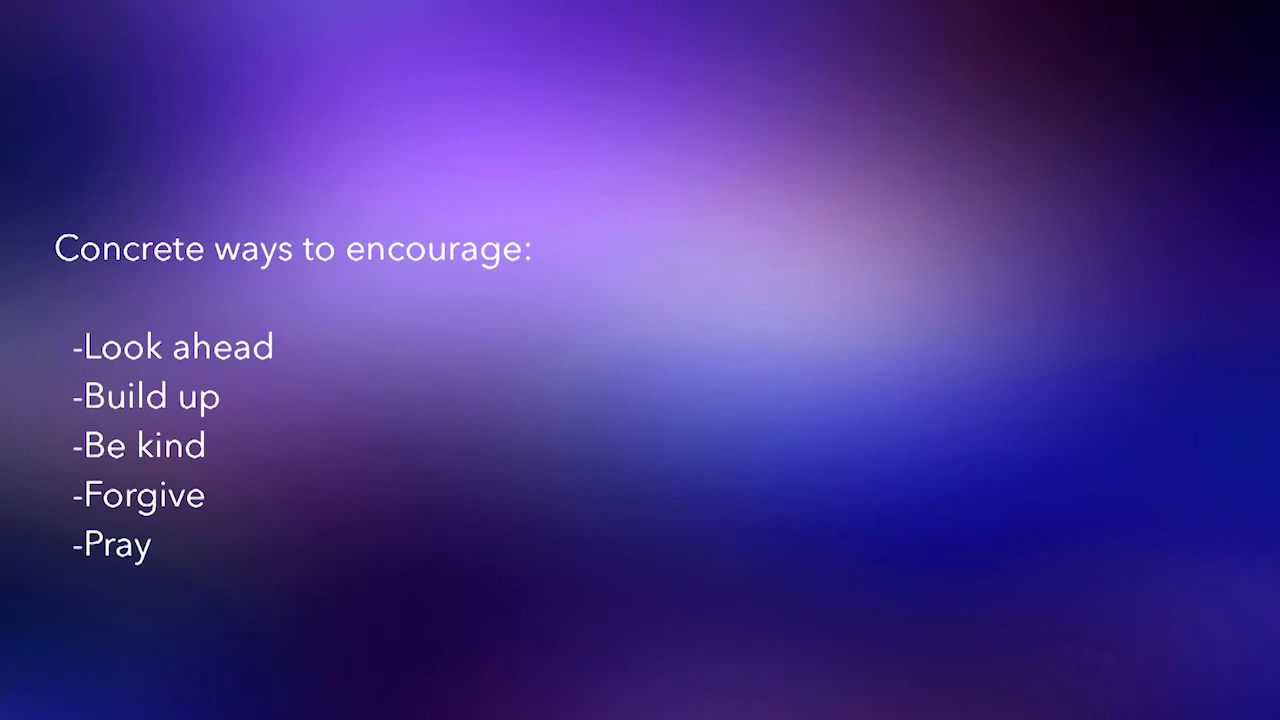 Concrete ways to encourage:
-Look ahead
-Build up
-Be kind
-Forgive
-Pray